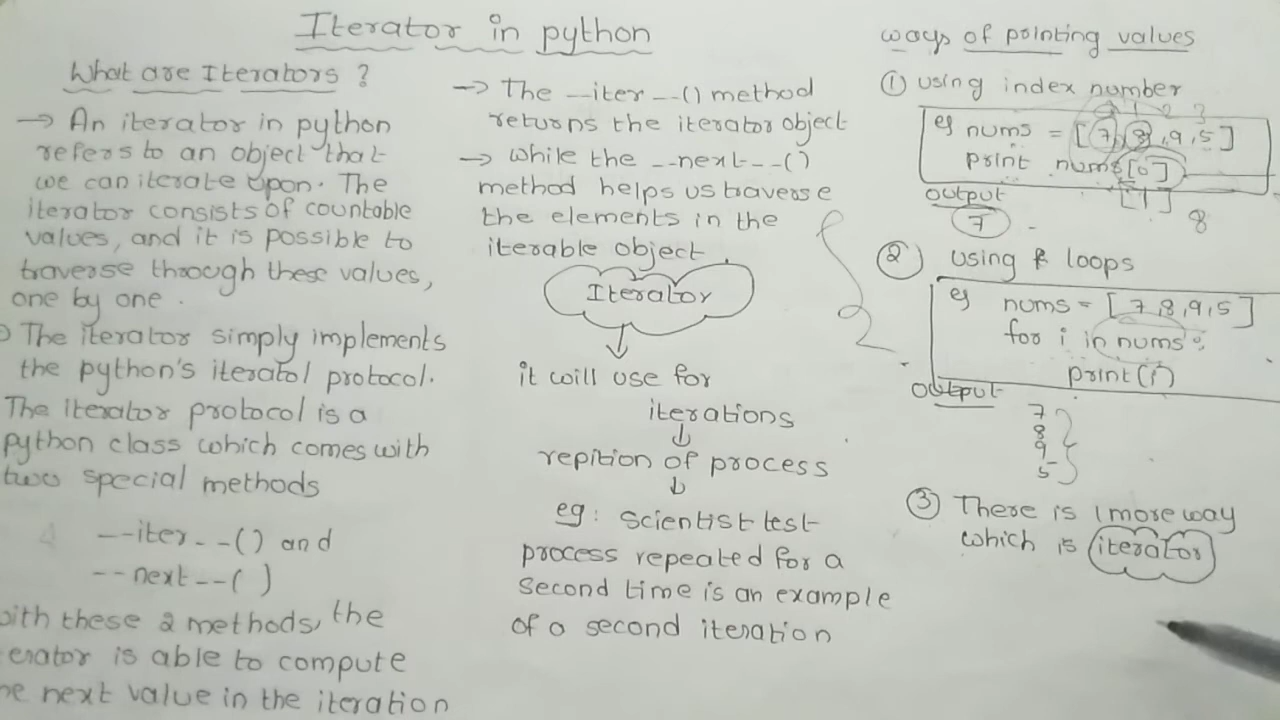 Iterator in python
What are Iterators ?
→ An iterator in python
refers to an object that
we can iterate upon. The
iterator consists of countable
values, and it is possible to
traverse through these values,
one by one .
The iterator simply implements
the python's iterator protocol.
The Iterator protocol is a
python class which comes with
two special methods
--iter--() and
--next--( )
with these 2 methods, the
erator is able to compute
he next value in the iteration
→ The --iter--() method
returns the iterator object
→ while the --next--()
method helps us traverse
the elements in the
iterable object
Iterator
↓
it will use for
iterations
↓
repition of process
↓
eg: scientist test
process repeated for a
second time is an example
of a second iteration
ways of printing values
① using index number
0 1 2 3
eg nums = [7,8,9,5]
print nums[0]
[1]
output
7
8
② using loops
eg nums = [7,8,9,5]
for i in nums:
print(i)
output
7
8
9
5
③ There is 1 more way
which is iterator